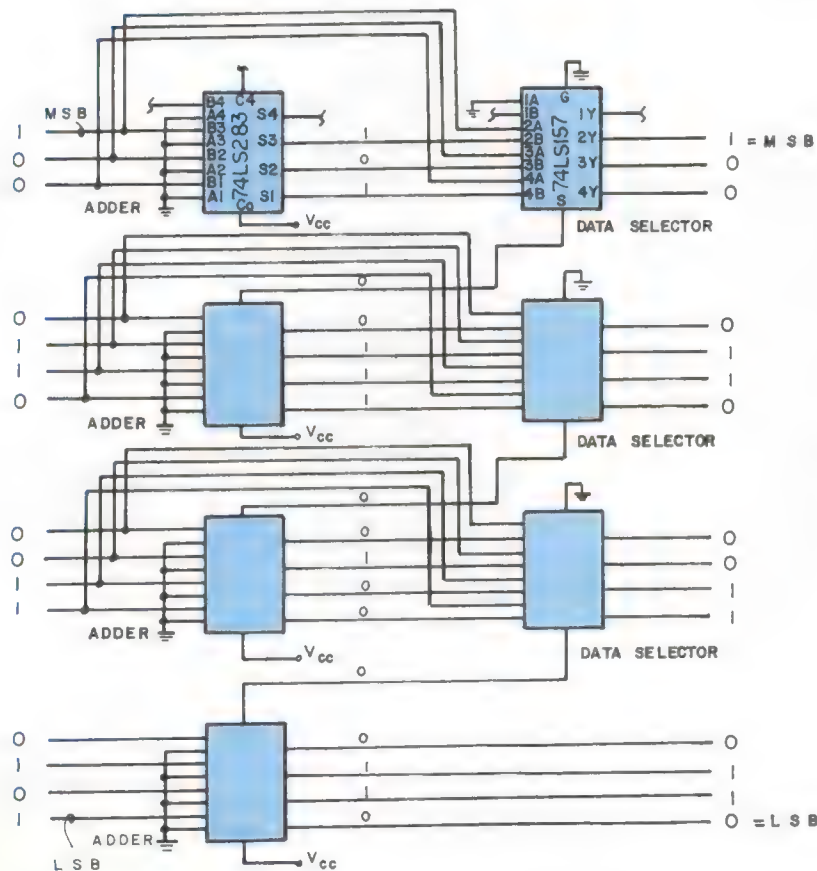 B4 C4
A4 S4
MSB B3
1 A3 S3 1
0 B2 S2 0
A2
0 B1
A1 S1 1
74LS283
ADDER C0
VCC
1A G
1B 1Y
2A
2B 2Y 1 = MSB
3A
3B 3Y 0
4A
4B 4Y 0
74LS157
S
DATA SELECTOR
0
0 0 0
1 1 1
1 1 1
0 1 0
ADDER VCC
DATA SELECTOR
0
0 0 0
0 1 0
1 0 1
1 0 1
ADDER VCC
DATA SELECTOR
0
0 0 0
1 1 1
0 1 1
1 0 0 = LSB
ADDER
LSB VCC